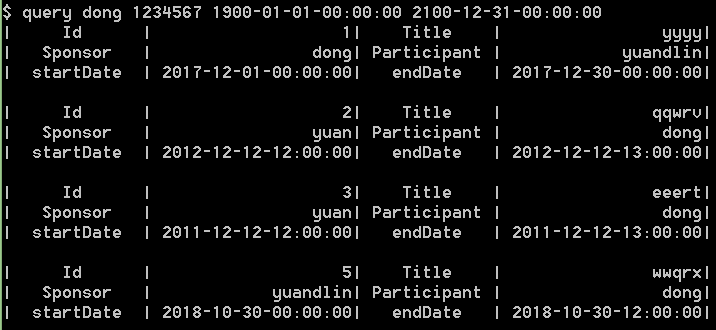 $ query dong 1234567 1900-01-01-00:00:00 2100-12-31-00:00:00
| Id | 1| Title | yyyy|
| Sponsor | dong| Participant | yuandlin|
| startDate | 2017-12-01-00:00:00| endDate | 2017-12-30-00:00:00|
| Id | 2| Title | qqwrv|
| Sponsor | yuan| Participant | dong|
| startDate | 2012-12-12-12:00:00| endDate | 2012-12-12-13:00:00|
| Id | 3| Title | eeert|
| Sponsor | yuan| Participant | dong|
| startDate | 2011-12-12-12:00:00| endDate | 2011-12-12-13:00:00|
| Id | 5| Title | wwqrx|
| Sponsor | yuandlin| Participant | dong|
| startDate | 2018-10-30-00:00:00| endDate | 2018-10-30-12:00:00|